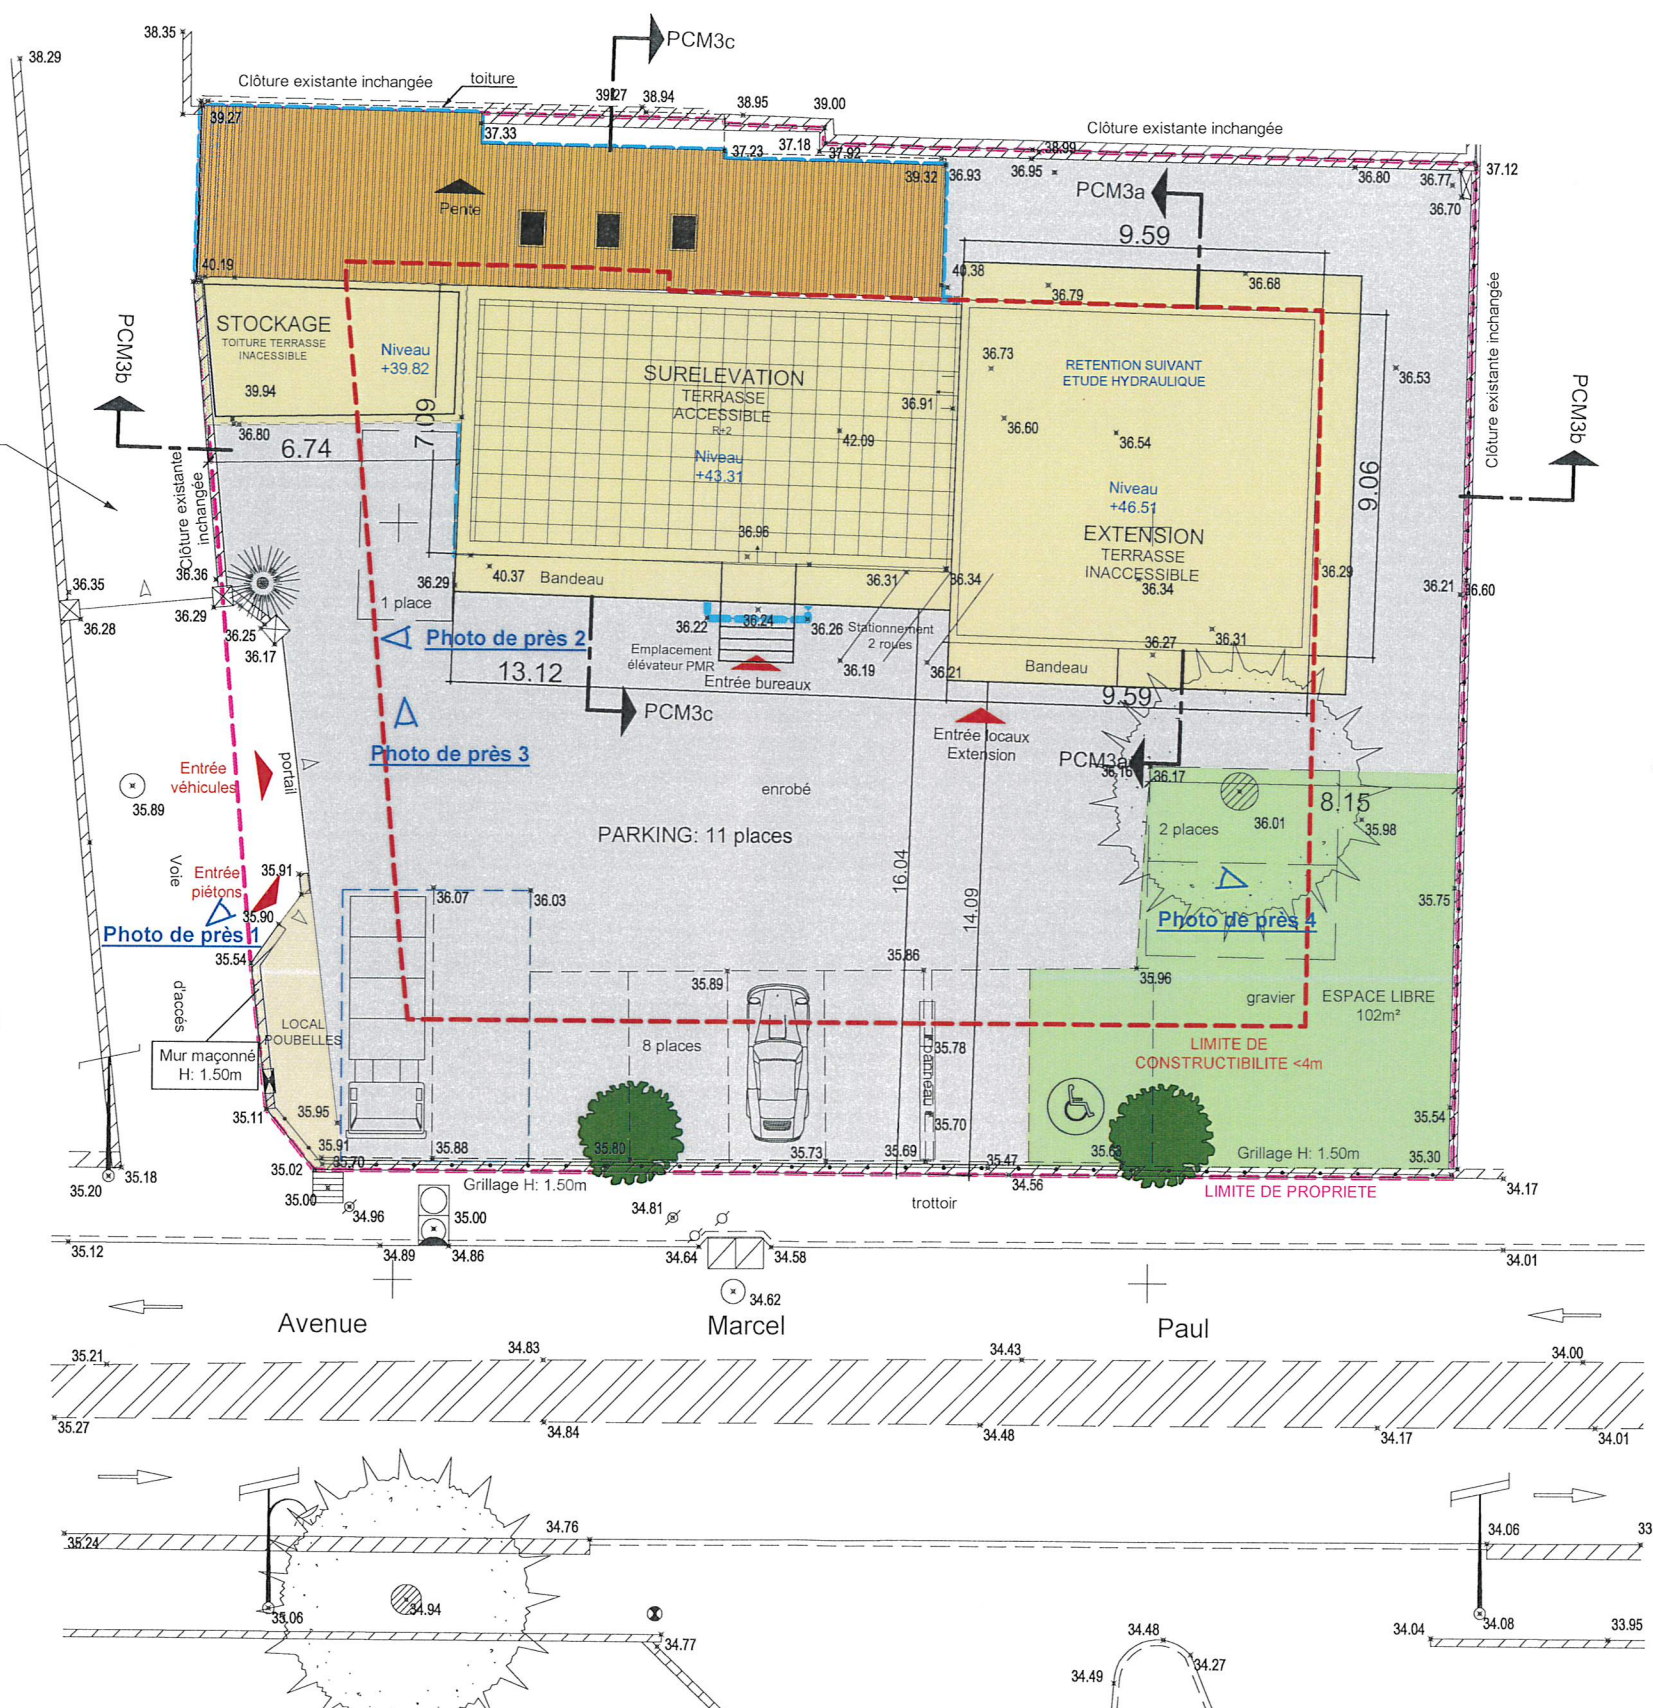 38.35
PCM3c
38.29
Clôture existante inchangée
toiture
39.27
38.94
38.95
39.00
39.27
37.33
37.23
37.18
37.92
Clôture existante inchangée
38.99
39.32
36.93
36.95
36.80
36.77
37.12
36.70
PCM3a
Pente
9.59
40.19
40.38
36.79
36.68
STOCKAGE
TOITURE TERRASSE
INACESSIBLE
Niveau
+39.82
39.94
SURELEVATION
TERRASSE
ACCESSIBLE
R+2
Niveau
+43.31
36.91
42.09
36.73
RETENTION SUIVANT
ETUDE HYDRAULIQUE
36.53
Clôture existante inchangée
PCM3b
PCM3b
36.80
6.74
7.09
36.60
36.54
Niveau
+46.51
9.06
EXTENSION
TERRASSE
INACCESSIBLE
36.34
Clôture existante
inchangée
36.96
36.35
36.36
36.29
40.37
Bandeau
36.31
36.34
36.29
36.21
36.60
36.28
36.29
36.25
36.17
1 place
36.22
36.24
36.26
Stationnement
2 roues
Photo de près 2
Emplacement
élévateur PMR
Entrée bureaux
36.19
36.21
36.27
36.31
Bandeau
13.12
9.59
PCM3c
Photo de près 3
Entrée locaux
Extension
PCM3a
36.16
36.17
Entrée
véhicules
portail
35.89
enrobé
PARKING: 11 places
8.15
2 places
36.01
35.98
Voie
d'accés
Entrée
piétons
35.91
35.90
Photo de près 1
35.54
36.07
36.03
16.04
14.09
35.75
Photo de près 4
35.86
35.89
35.96
gravier
ESPACE LIBRE
102m²
LOCAL
POUBELLES
Mur maçonné
H: 1.50m
8 places
35.78
panneau
LIMITE DE
CONSTRUCTIBILITE <4m
35.11
35.95
35.91
35.70
35.88
35.80
35.73
35.69
35.70
35.47
35.63
35.54
Grillage H: 1.50m
35.30
35.02
35.00
35.20
35.18
Grillage H: 1.50m
34.56
LIMITE DE PROPRIETE
34.17
34.96
35.00
34.81
trottoir
35.12
34.89
34.86
34.64
34.58
34.01
34.62
Avenue
Marcel
Paul
35.21
34.83
34.43
34.00
35.27
34.84
34.48
34.17
34.01
35.24
34.76
34.06
33
35.06
34.94
34.77
34.48
34.27
34.49
34.04
34.08
33.95